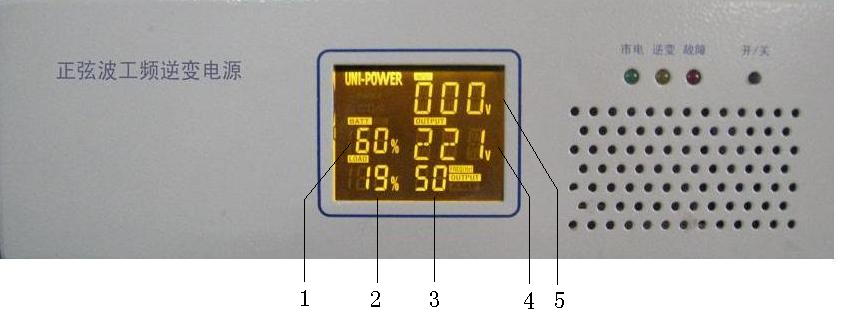 正弦波工频逆变电源
市电 逆变 故障 开/关
UNI-POWER
000V
BATT OUTPUT
60% 221V
LOAD
19% 50 OUTPUT
1 2 3 4 5